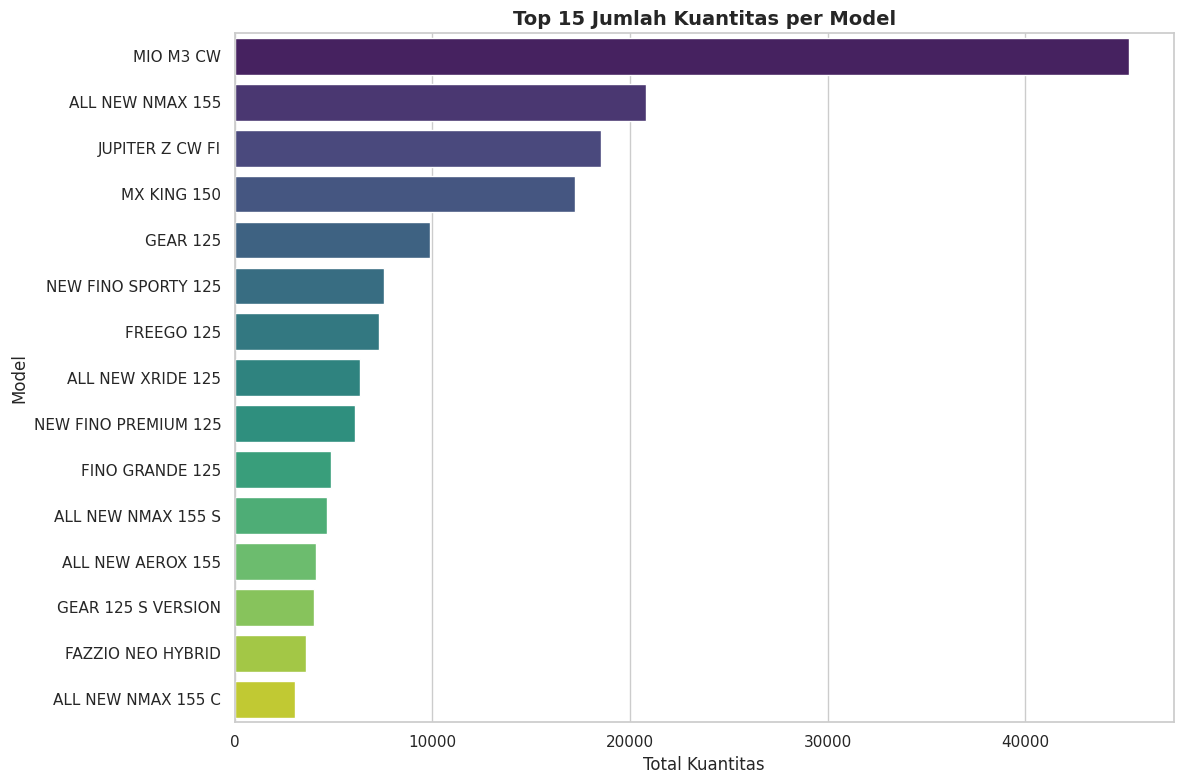 Top 15 Jumlah Kuantitas per Model
MIO M3 CW
ALL NEW NMAX 155
JUPITER Z CW FI
MX KING 150
GEAR 125
NEW FINO SPORTY 125
FREEGO 125
ALL NEW XRIDE 125
NEW FINO PREMIUM 125
FINO GRANDE 125
ALL NEW NMAX 155 S
ALL NEW AEROX 155
GEAR 125 S VERSION
FAZZIO NEO HYBRID
ALL NEW NMAX 155 C
Model
0 10000 20000 30000 40000
Total Kuantitas